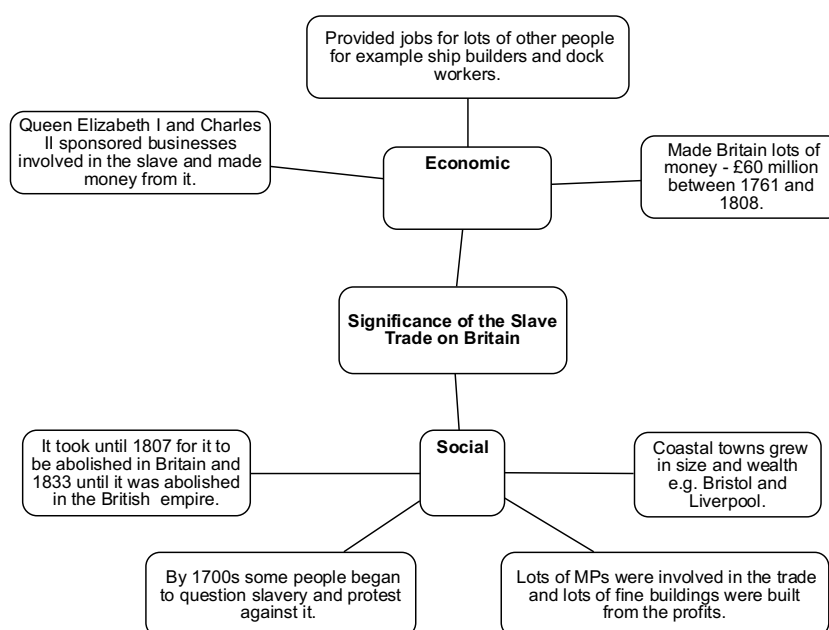 Provided jobs for lots of other people
for example ship builders and dock
workers.
Queen Elizabeth I and Charles
II sponsored businesses
involved in the slave and made
money from it.
Economic
Made Britain lots of
money - £60 million
between 1761 and
1808.
Significance of the Slave
Trade on Britain
It took until 1807 for it to
be abolished in Britain and
1833 until it was abolished
in the British empire.
Social
Coastal towns grew
in size and wealth
e.g. Bristol and
Liverpool.
By 1700s some people began
to question slavery and protest
against it.
Lots of MPs were involved in the trade
and lots of fine buildings were built
from the profits.